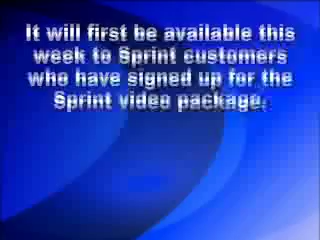 It will first be available this
week to Sprint customers
who have signed up for the
Sprint video package.